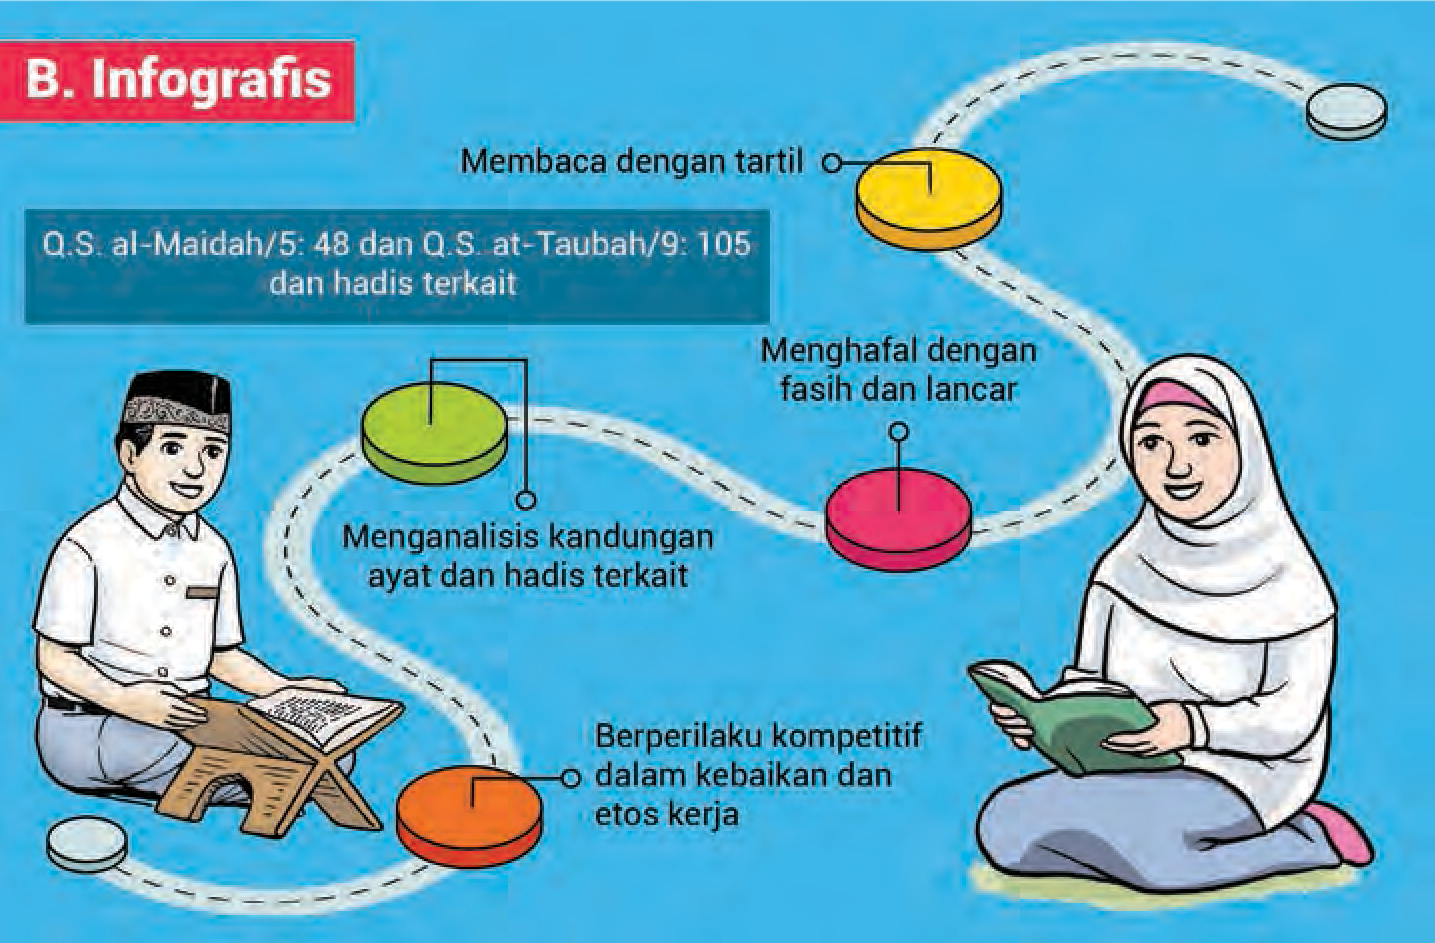 B. Infografis
Membaca dengan tartil
Q.S. al-Maidah/5: 48 dan Q.S. at-Taubah/9: 105
dan hadis terkait
Menghafal dengan
fasih dan lancar
Menganalisis kandungan
ayat dan hadis terkait
Berperilaku kompetitif
dalam kebaikan dan
etos kerja